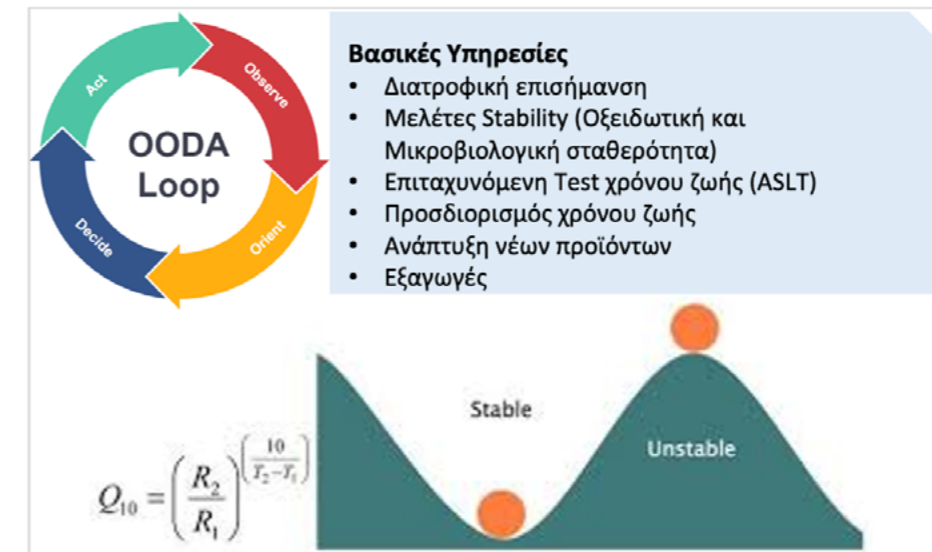 Act
Observe
OODA
Loop
Decide
Orient
Βασικές Υπηρεσίες
• Διατροφική επισήμανση
• Μελέτες Stability (Οξειδωτική και
Μικροβιολογική σταθερότητα)
• Επιταχυνόμενη Test χρόνου ζωής (ASLT)
• Προσδιορισμός χρόνου ζωής
• Ανάπτυξη νέων προϊόντων
• Εξαγωγές
Stable
Unstable
Q₁₀ = (R₂/R₁)^(10/(T₂−T₁))